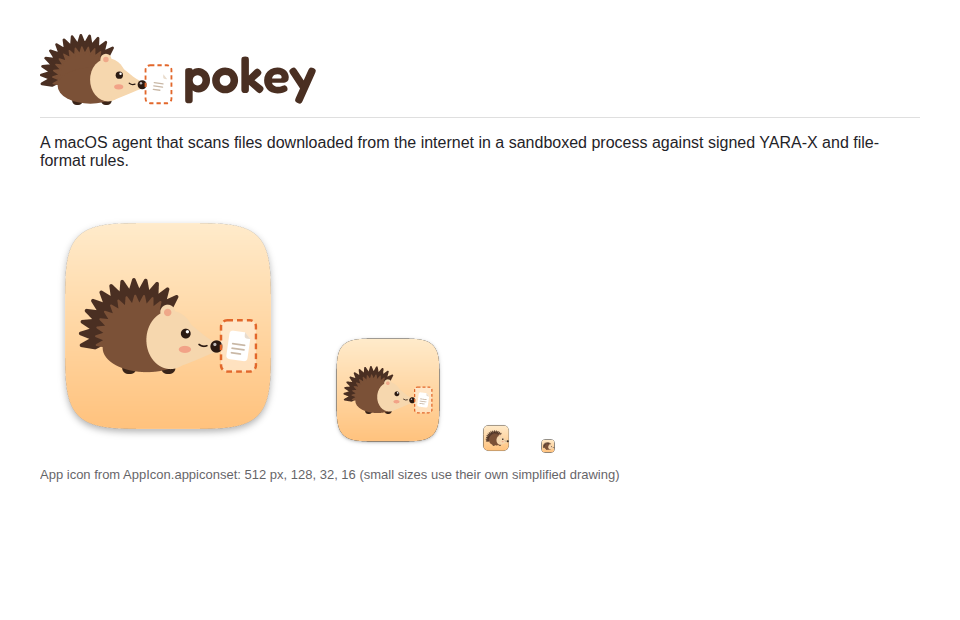 pokey
A macOS agent that scans files downloaded from the internet in a sandboxed process against signed YARA-X and file-
format rules.
App icon from AppIcon.appiconset: 512 px, 128, 32, 16 (small sizes use their own simplified drawing)